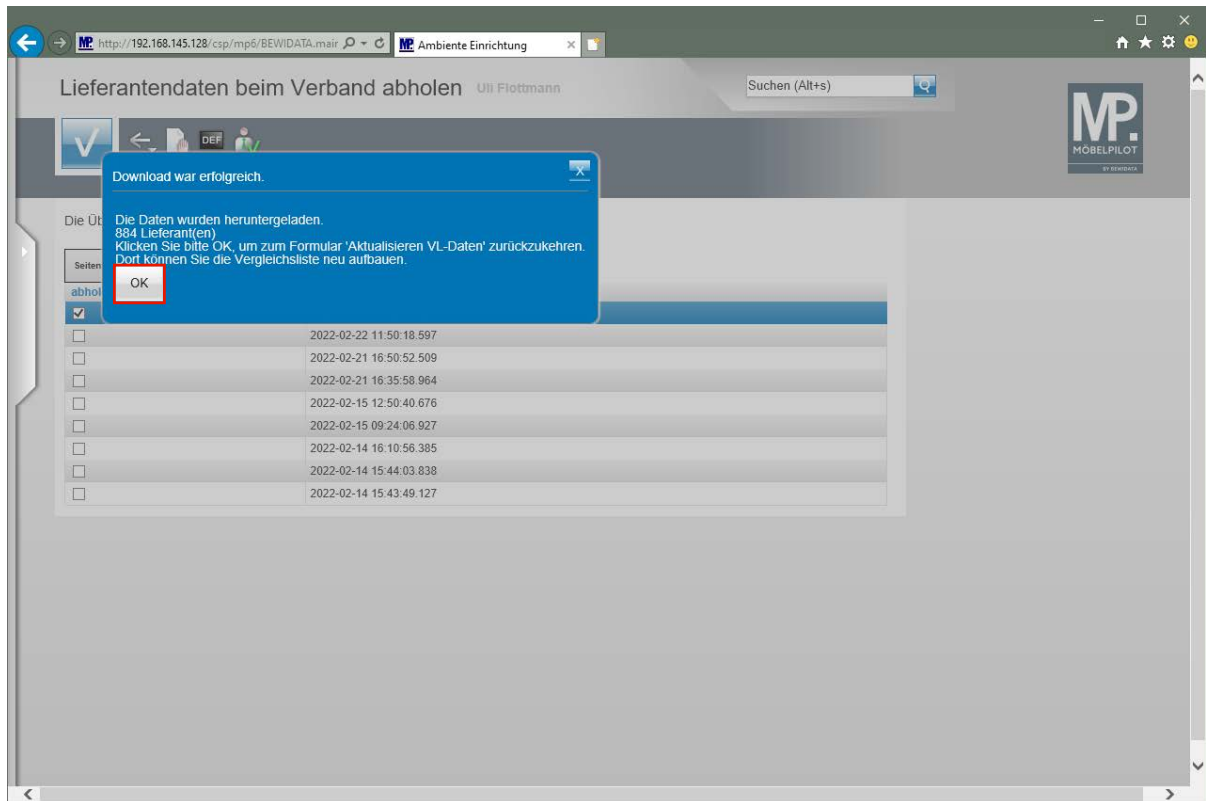 http://192.168.145.128/csp/mp6/BEWIDATA.mair
MP. Ambiente Einrichtung
Lieferantendaten beim Verband abholen Uli Flottmann
Suchen (Alt+s)
MP.
MÖBELPILOT
BY BEWIDATA
DEF
Download war erfolgreich.
X
Die Üb
Die Daten wurden heruntergeladen.
884 Lieferant(en)
Klicken Sie bitte OK, um zum Formular 'Aktualisieren VL-Daten' zurückzukehren.
Dort können Sie die Vergleichsliste neu aufbauen.
Seiten
OK
abhol
2022-02-22 11:50:18.597
2022-02-21 16:50:52.509
2022-02-21 16:35:58.964
2022-02-15 12:50:40.676
2022-02-15 09:24:06.927
2022-02-14 16:10:56.385
2022-02-14 15:44:03.838
2022-02-14 15:43:49.127